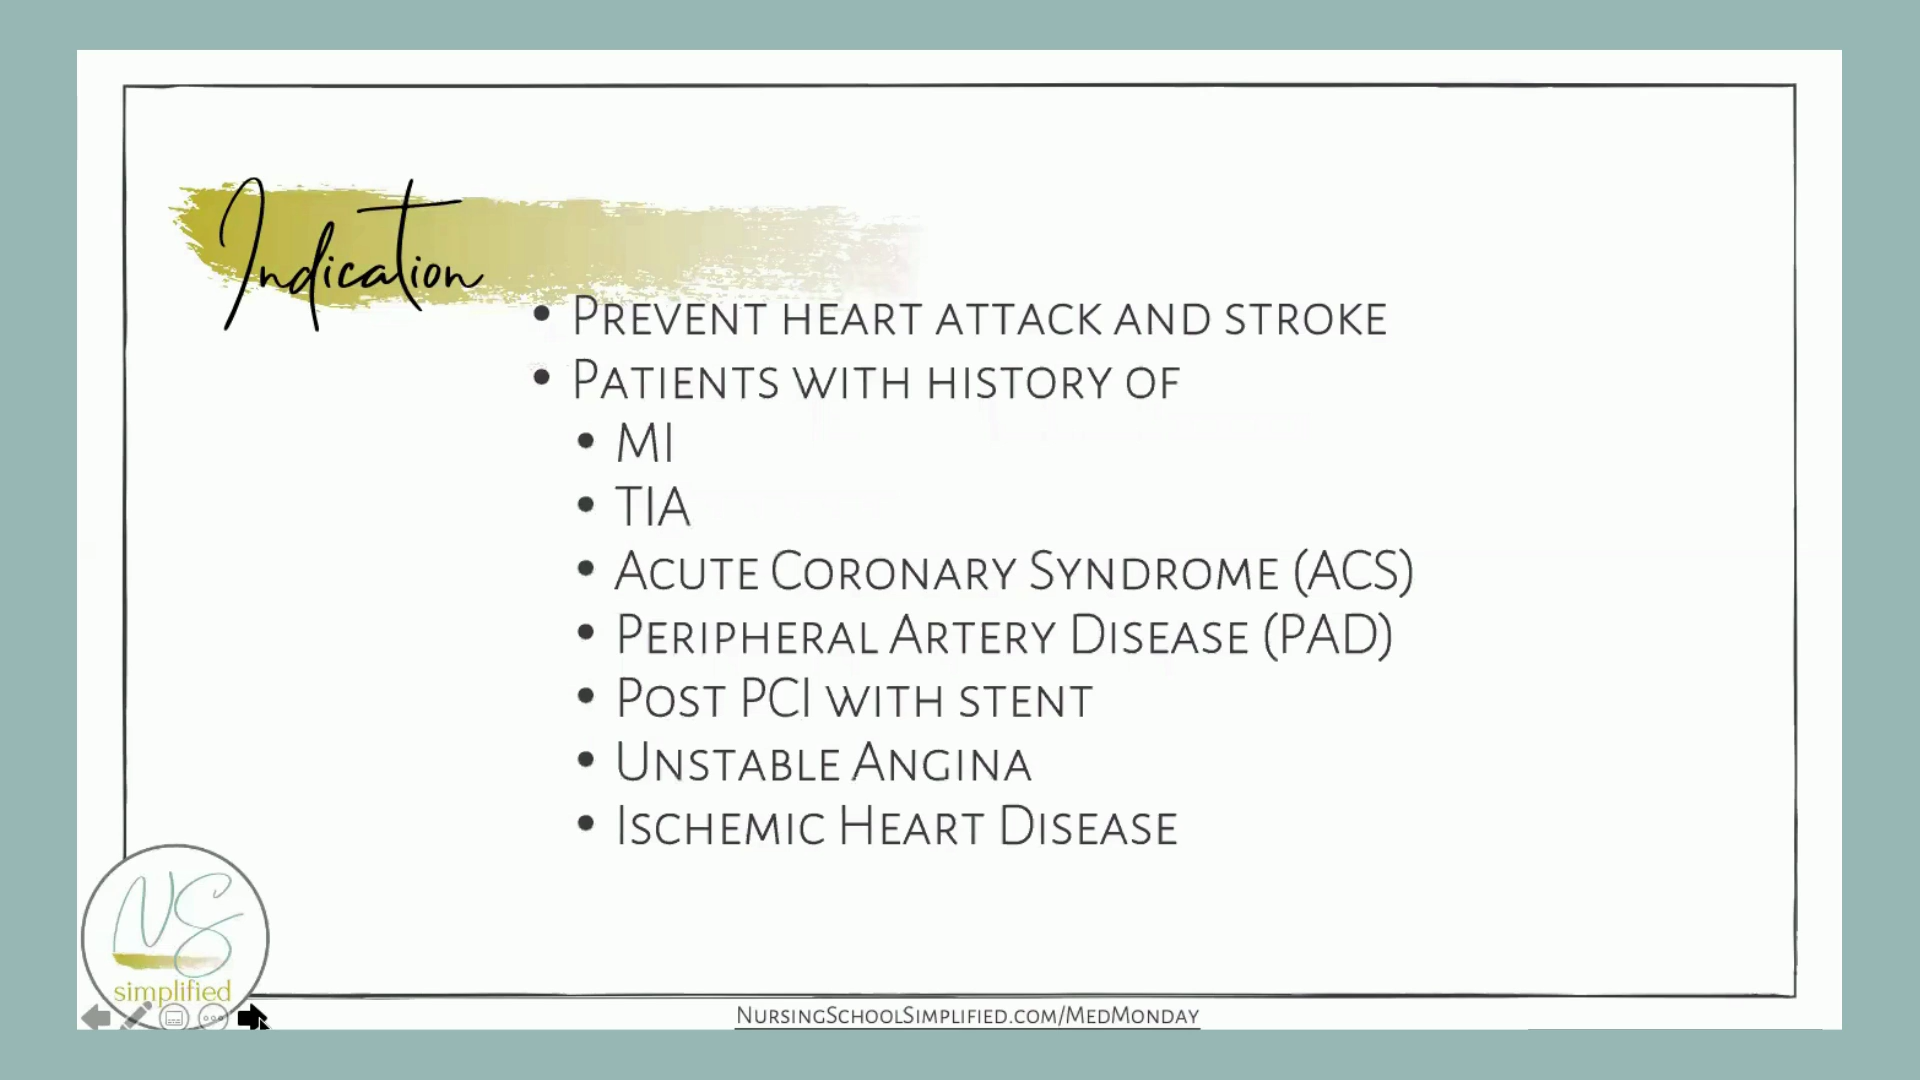 Indication
• Prevent heart attack and stroke
• Patients with history of
• MI
• TIA
• Acute Coronary Syndrome (ACS)
• Peripheral Artery Disease (PAD)
• Post PCI with stent
• Unstable Angina
• Ischemic Heart Disease
NS
simplified
NursingSchoolSimplified.com/MedMonday